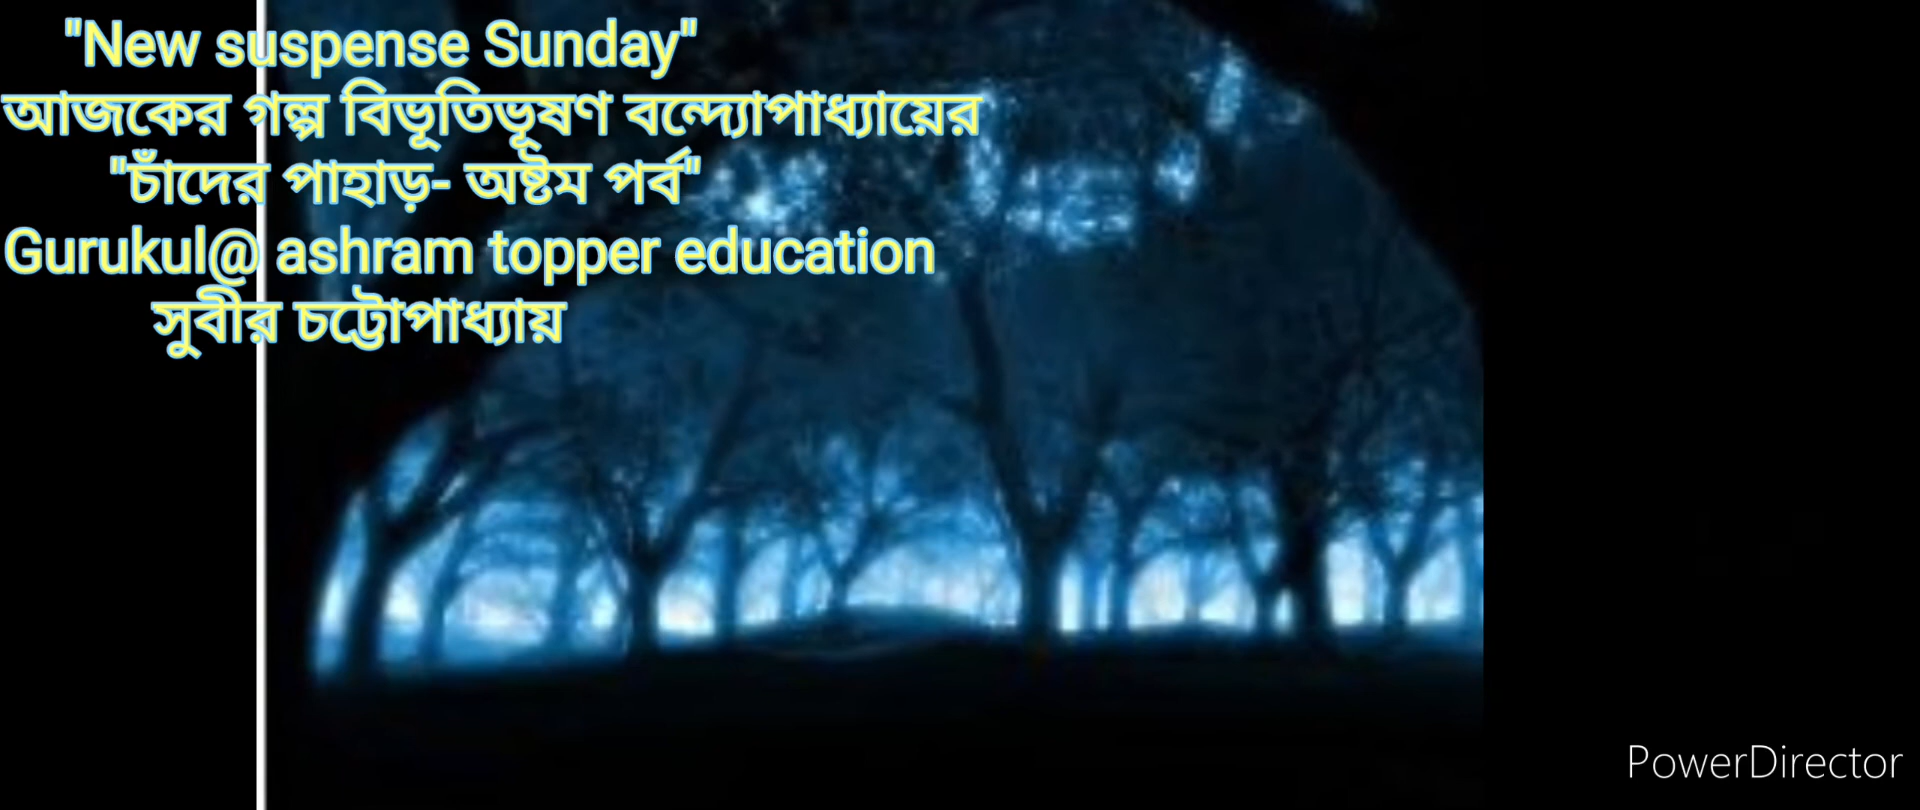 "New suspense Sunday"
আজকের গল্প বিভূতিভূষণ বন্দ্যোপাধ্যায়ের
"চাঁদের পাহাড়- অষ্টম পর্ব"
Gurukul@ ashram topper education
সুবীর চট্টোপাধ্যায়
PowerDirector